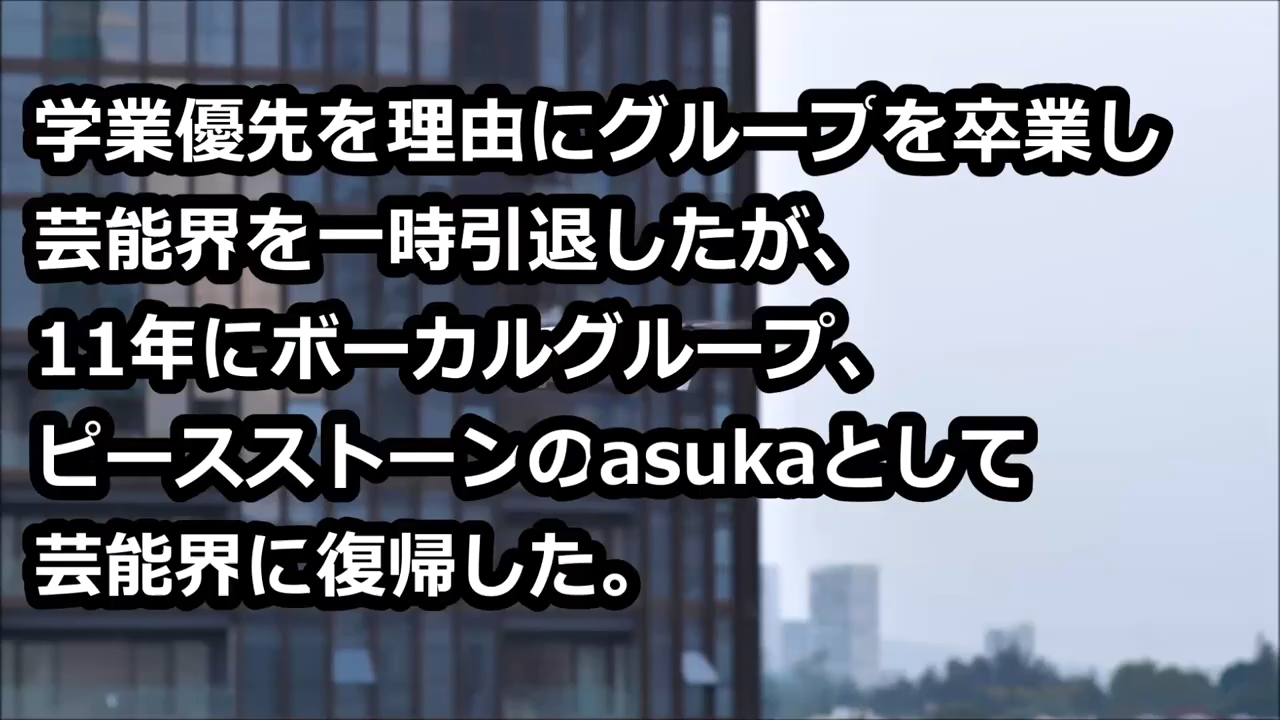 学業優先を理由にグループを卒業し
芸能界を一時引退したが、
11年にボーカルグループ、
ピースストーンのasukaとして
芸能界に復帰した。